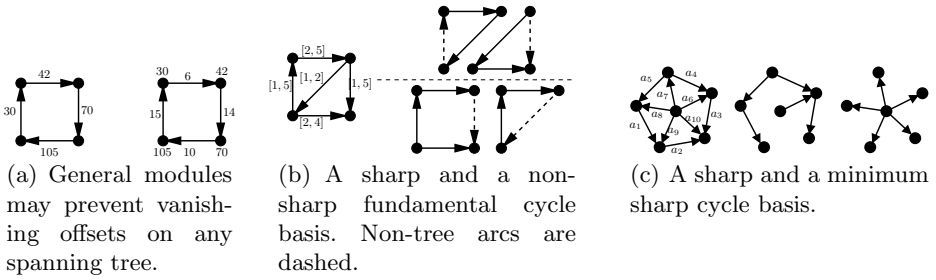 42
30
70
105
30
6
42
15
14
105
10
70
[2, 5]
[1, 5]
[1, 2]
[1, 5]
[2, 4]
a5
a4
a7
a6
a1
a8
a10
a3
a9
a2
(a) General modules
may prevent vanish-
ing offsets on any
spanning tree.
(b) A sharp and a non-
sharp fundamental cycle
basis. Non-tree arcs are
dashed.
(c) A sharp and a minimum
sharp cycle basis.